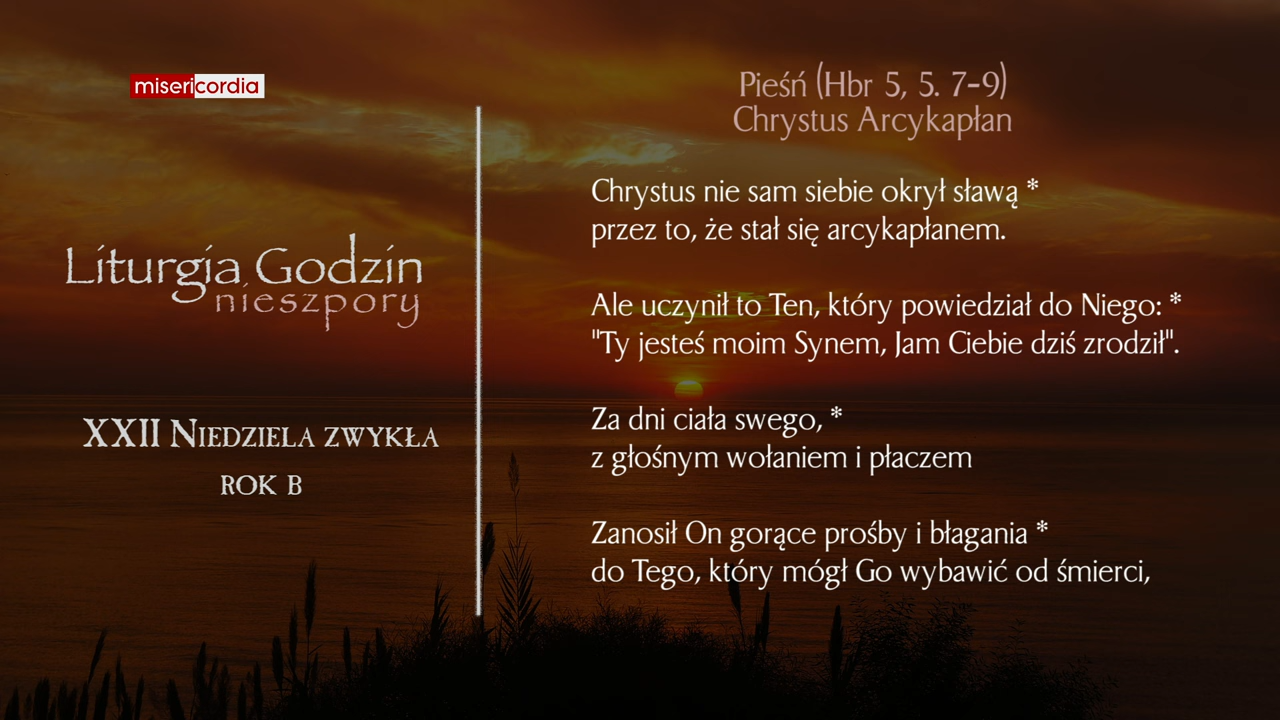 misericordia
Liturgia Godzin
nieszpory
XXII Niedziela zwykła
rok B
Pieśń (Hbr 5, 5. 7-9)
Chrystus Arcykapłan
Chrystus nie sam siebie okrył sławą *
przez to, że stał się arcykapłanem.
Ale uczynił to Ten, który powiedział do Niego: *
"Ty jesteś moim Synem, Jam Ciebie dziś zrodził".
Za dni ciała swego, *
z głośnym wołaniem i płaczem
Zanosił On gorące prośby i błagania *
do Tego, który mógł Go wybawić od śmierci,